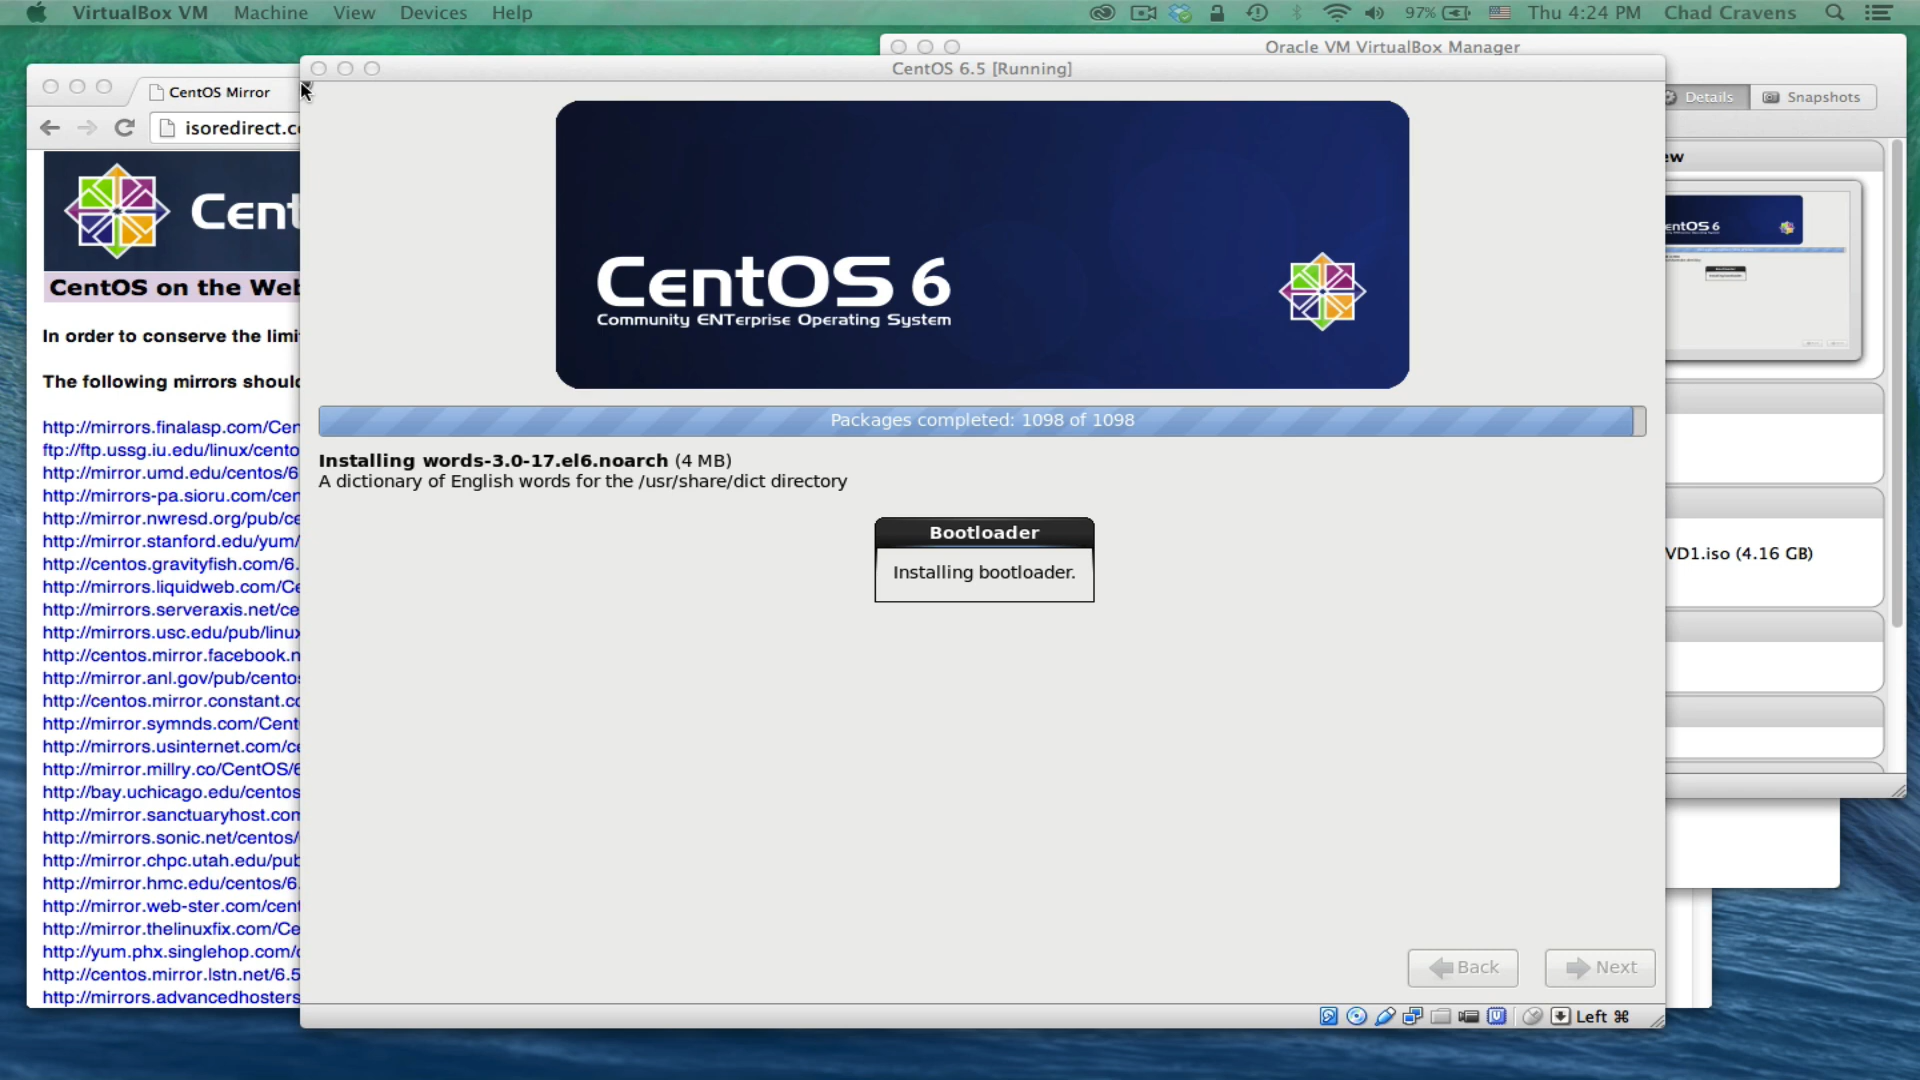 VirtualBox VM Machine View Devices Help
97% Thu 4:24 PM Chad Cravens
Oracle VM VirtualBox Manager
CentOS 6.5 [Running]
CentOS Mirror
Details Snapshots
isoredirect.c
CentOS 6
Community ENTerprise Operating System
Cent
CentOS on the Web
In order to conserve the limi
The following mirrors should
http://mirrors.finalasp.com/Cen
ftp://ftp.ussg.iu.edu/linux/cento
http://mirror.umd.edu/centos/6
http://mirrors-pa.sioru.com/cen
http://mirror.nwresd.org/pub/ce
http://mirror.stanford.edu/yum/
http://centos.gravityfish.com/6.
http://mirrors.liquidweb.com/Ce
http://mirrors.serveraxis.net/ce
http://mirrors.usc.edu/pub/linux
http://centos.mirror.facebook.n
http://mirror.anl.gov/pub/centos
http://centos.mirror.constant.co
http://mirror.symnds.com/Cent
http://mirrors.usinternet.com/ce
http://mirror.millry.co/CentOS/6
http://bay.uchicago.edu/centos
http://mirror.sanctuaryhost.com
http://mirrors.sonic.net/centos/
http://mirror.chpc.utah.edu/pub
http://mirror.hmc.edu/centos/6.
http://mirror.web-ster.com/cent
http://mirror.thelinuxfix.com/Ce
http://yum.phx.singlehop.com/
http://centos.mirror.lstn.net/6.5
http://mirrors.advancedhosters
Packages completed: 1098 of 1098
Installing words-3.0-17.el6.noarch (4 MB)
A dictionary of English words for the /usr/share/dict directory
Bootloader
Installing bootloader.
Back Next
Left ⌘
ew
entOS 6
VD1.iso (4.16 GB)